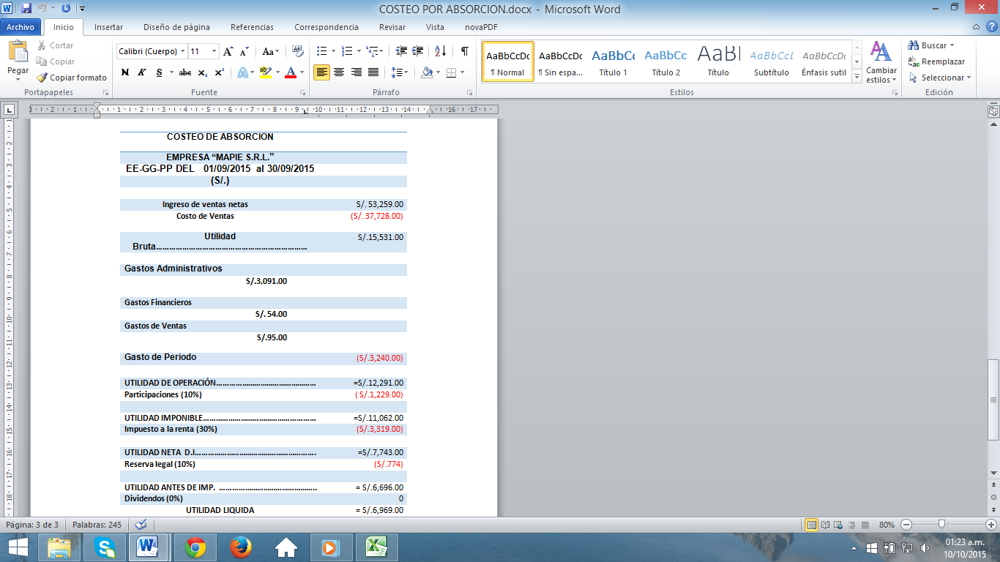 COSTEO POR ABSORCION.docx - Microsoft Word
Archivo Inicio Insertar Diseño de página Referencias Correspondencia Revisar Vista novaPDF
Pegar
Cortar
Copiar
Copiar formato
Portapapeles
Calibri (Cuerpo) 11
Fuente
Párrafo
AaBbCcDc AaBbCcDc AaBbCc AaBbCc AaBl AaBbCcL AaBbCcDc
¶ Normal ¶ Sin espa... Título 1 Título 2 Título Subtítulo Énfasis sutil
Cambiar estilos
Estilos
Buscar
Reemplazar
Seleccionar
Edición
COSTEO DE ABSORCION
EMPRESA “MAPIE S.R.L.”
EE-GG-PP DEL 01/09/2015 al 30/09/2015
(S/.)
Ingreso de ventas netas S/. 53,259.00
Costo de Ventas (S/. 37,728.00)
Utilidad S/.15,531.00
Bruta……………………………………………………………
Gastos Administrativos
S/.3,091.00
Gastos Financieros
S/. 54.00
Gastos de Ventas
S/.95.00
Gasto de Periodo (S/.3,240.00)
UTILIDAD DE OPERACIÓN………………………………………… =S/.12,291.00
Participaciones (10%) ( S/.1,229.00)
UTILIDAD IMPONIBLE……………………………………………… =S/.11,062.00
Impuesto a la renta (30%) (S/.3,319.00)
UTILIDAD NETA D.I…………………………………………………. =S/.7,743.00
Reserva legal (10%) (S/.774)
UTILIDAD ANTES DE IMP. ……………………………………….. = S/.6,696.00
Dividendos (0%) 0
UTILIDAD LIQUIDA = S/.6,969.00
Página: 3 de 3 Palabras: 245 80%
01:23 a.m.
10/10/2015